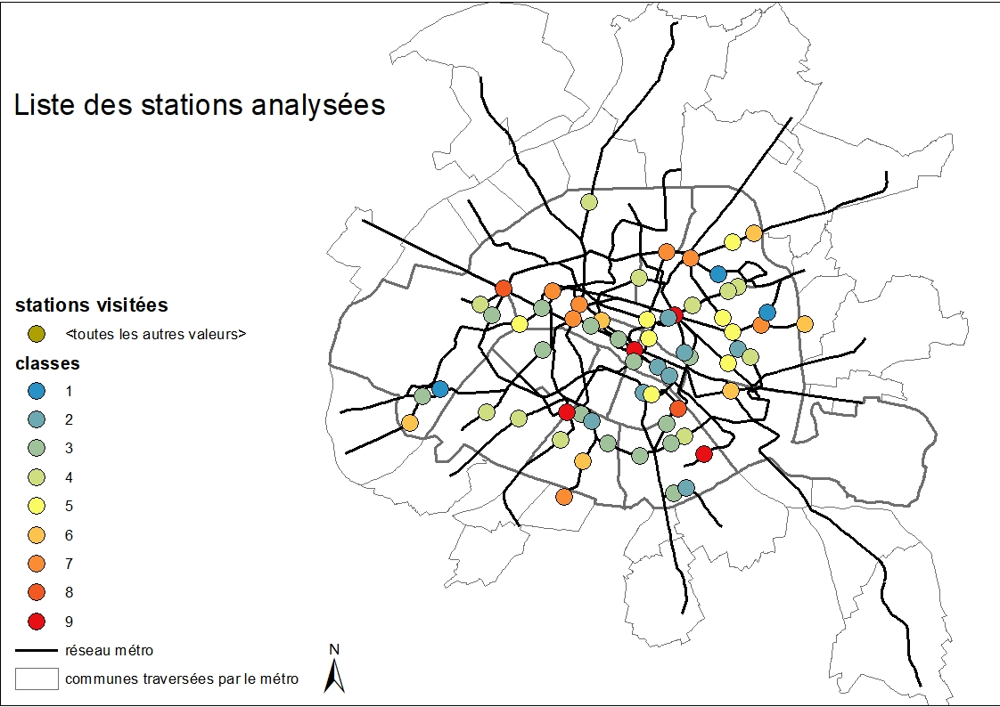 Liste des stations analysées
stations visitées
<toutes les autres valeurs>
classes
1
2
3
4
5
6
7
8
9
réseau métro
communes traversées par le métro
N